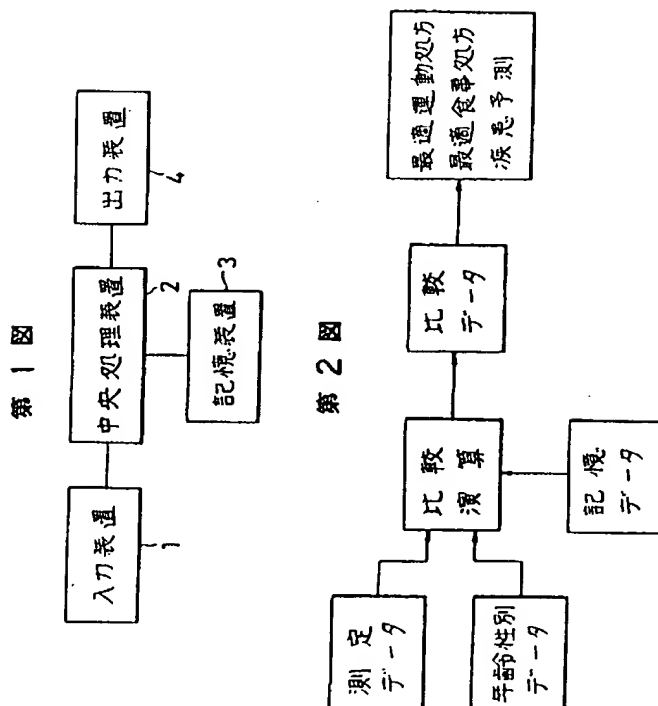 第1図
入力装置
1
中央処理装置
2
記憶装置
3
出力装置
4
第2図
測定
データ
年齢性別
データ
比較
演算
記憶
データ
比較
データ
最適運動処方
最適食事処方
疾患予測